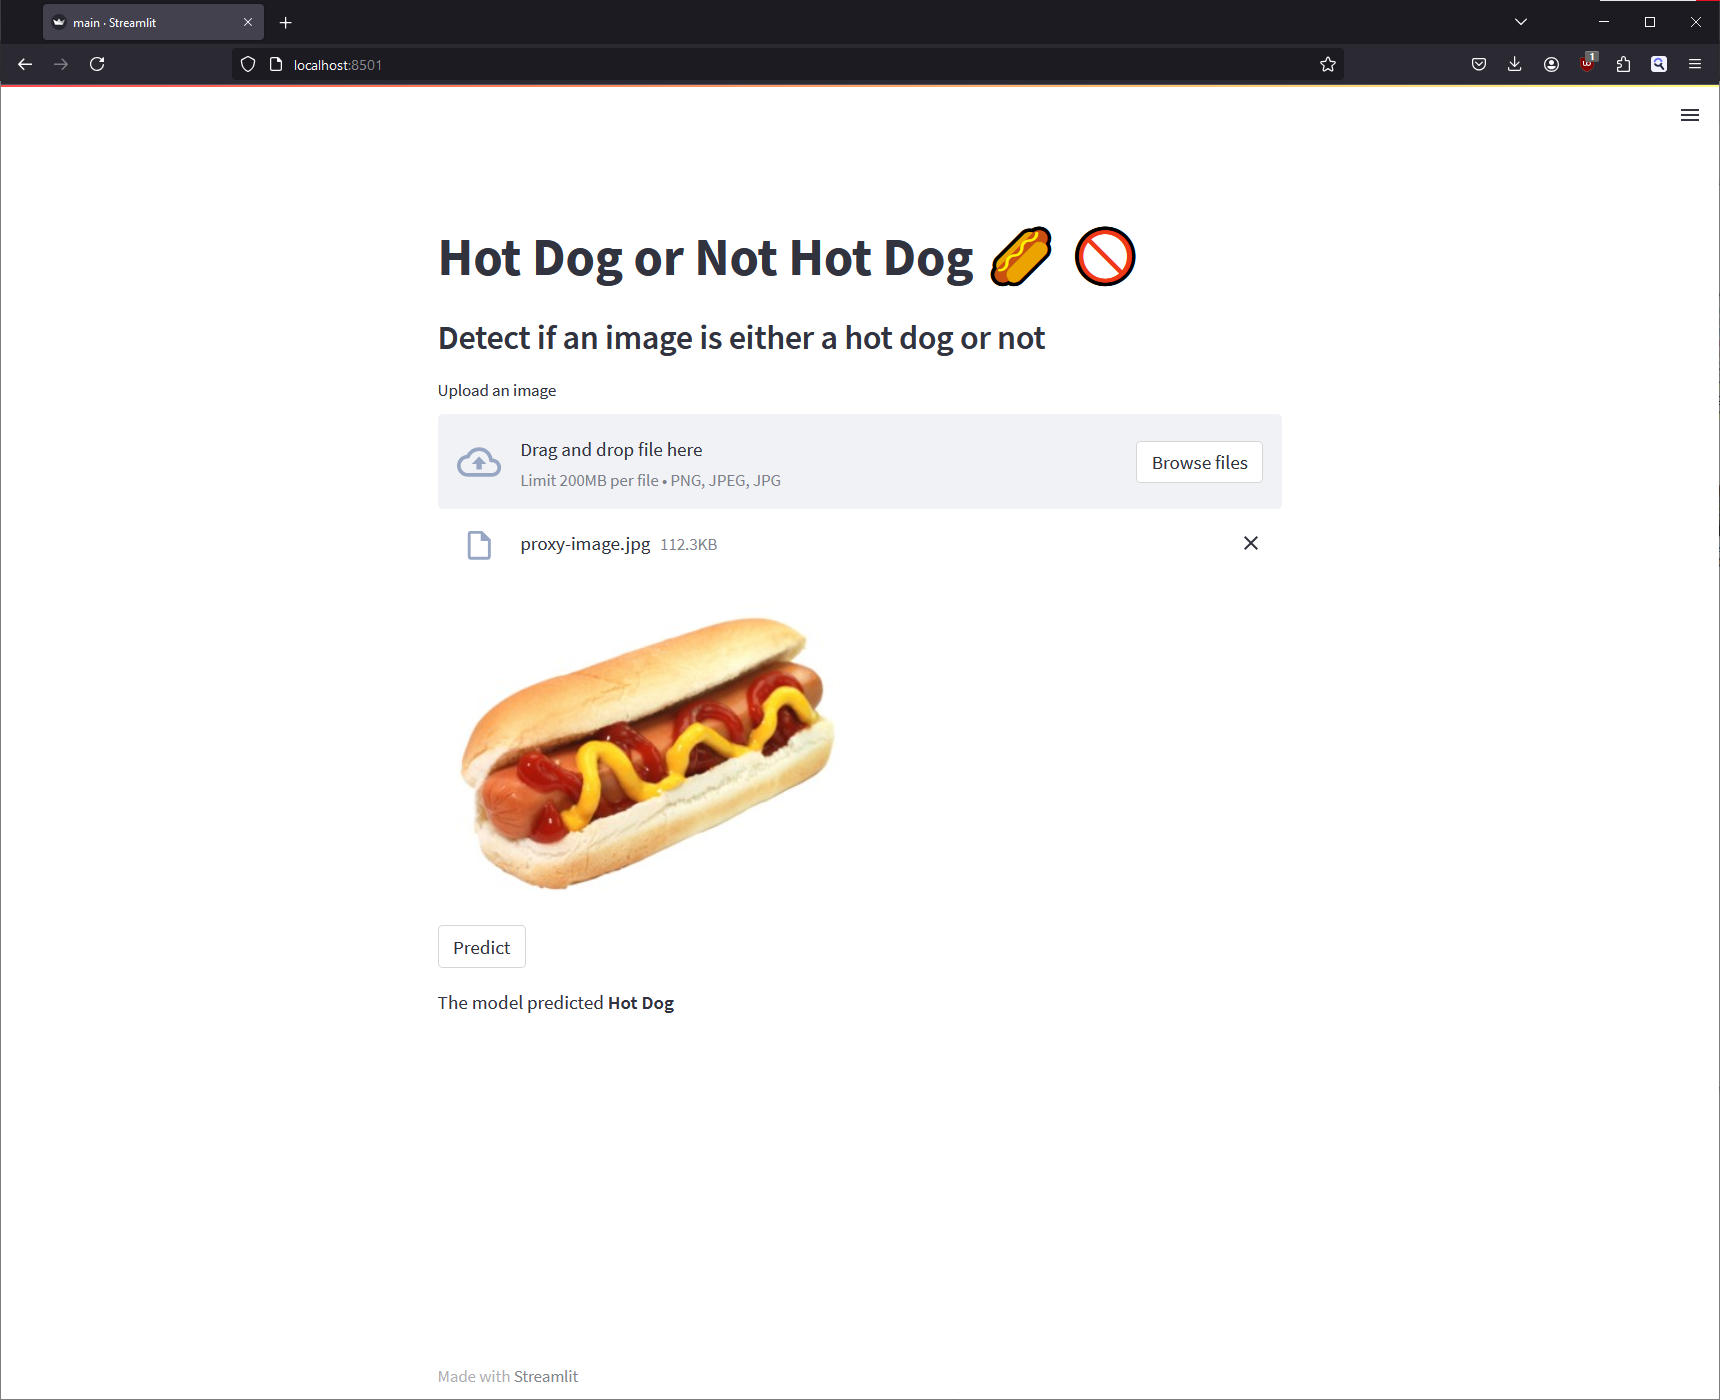 main · Streamlit
localhost:8501
1
Hot Dog or Not Hot Dog 🌭 🚫
Detect if an image is either a hot dog or not
Upload an image
Drag and drop file here
Limit 200MB per file • PNG, JPEG, JPG
Browse files
proxy-image.jpg 112.3KB
Predict
The model predicted Hot Dog
Made with Streamlit